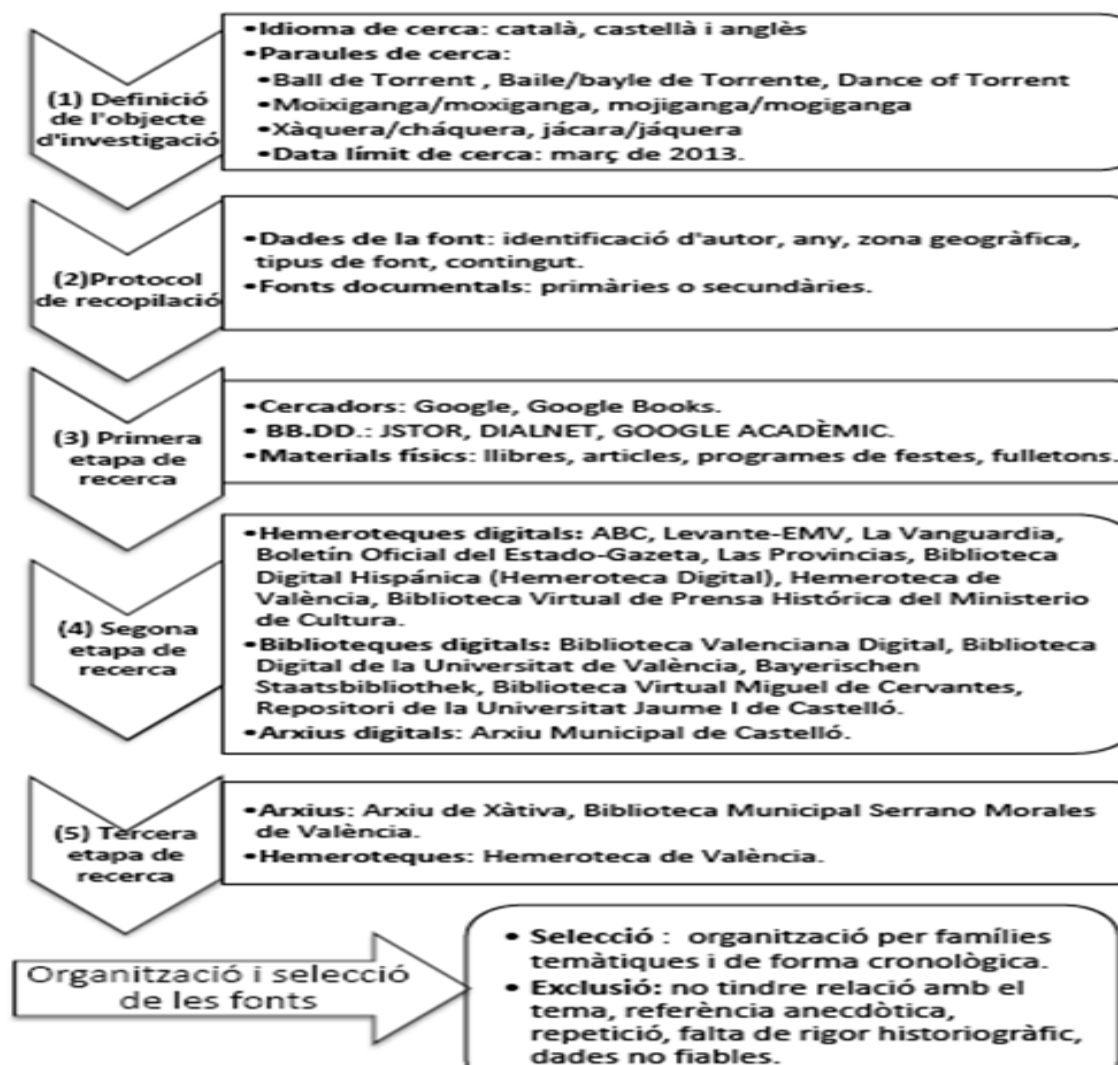 (1) Definició
de l'objecte
d'investigació
•Idioma de cerca: català, castellà i anglès
•Paraules de cerca:
•Ball de Torrent , Baile/bayle de Torrente, Dance of Torrent
•Moixiganga/moxiganga, mojiganga/mogiganga
•Xàquera/cháquera, jácara/jáquera
•Data límit de cerca: març de 2013.
(2)Protocol
de recopilació
•Dades de la font: identificació d'autor, any, zona geogràfica,
tipus de font, contingut.
•Fonts documentals: primàries o secundàries.
(3) Primera
etapa de
recerca
•Cercadors: Google, Google Books.
• BB.DD.: JSTOR, DIALNET, GOOGLE ACADÈMIC.
•Materials físics: llibres, articles, programes de festes, fulletons.
(4) Segona
etapa de
recerca
•Hemeroteques digitals: ABC, Levante-EMV, La Vanguardia,
Boletín Oficial del Estado-Gazeta, Las Provincias, Biblioteca
Digital Hispánica (Hemeroteca Digital), Hemeroteca de
València, Biblioteca Virtual de Prensa Histórica del Ministerio
de Cultura.
•Biblioteques digitals: Biblioteca Valenciana Digital, Biblioteca
Digital de la Universitat de València, Bayerischen
Staatsbibliothek, Biblioteca Virtual Miguel de Cervantes,
Repositori de la Universitat Jaume I de Castelló.
•Arxius digitals: Arxiu Municipal de Castelló.
(5) Tercera
etapa de
recerca
•Arxius: Arxiu de Xàtiva, Biblioteca Municipal Serrano Morales
de València.
•Hemeroteques: Hemeroteca de València.
Organització i selecció
de les fonts
• Selecció : organització per famílies
temàtiques i de forma cronològica.
• Exclusió: no tindre relació amb el
tema, referència anecdòtica,
repetició, falta de rigor historiogràfic,
dades no fiables.